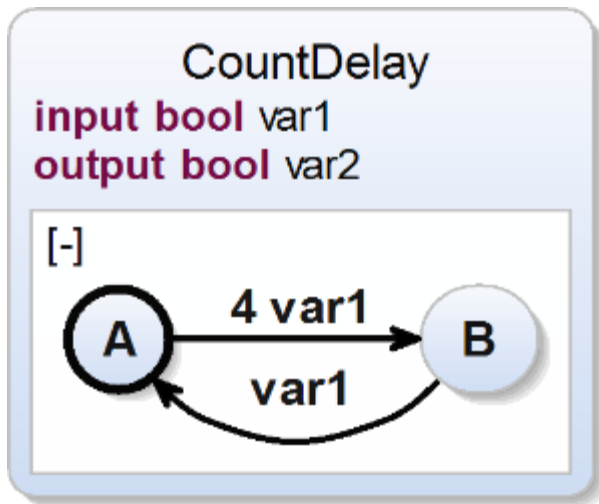 CountDelay
input bool var1
output bool var2
[-]
4 var1
A
B
var1